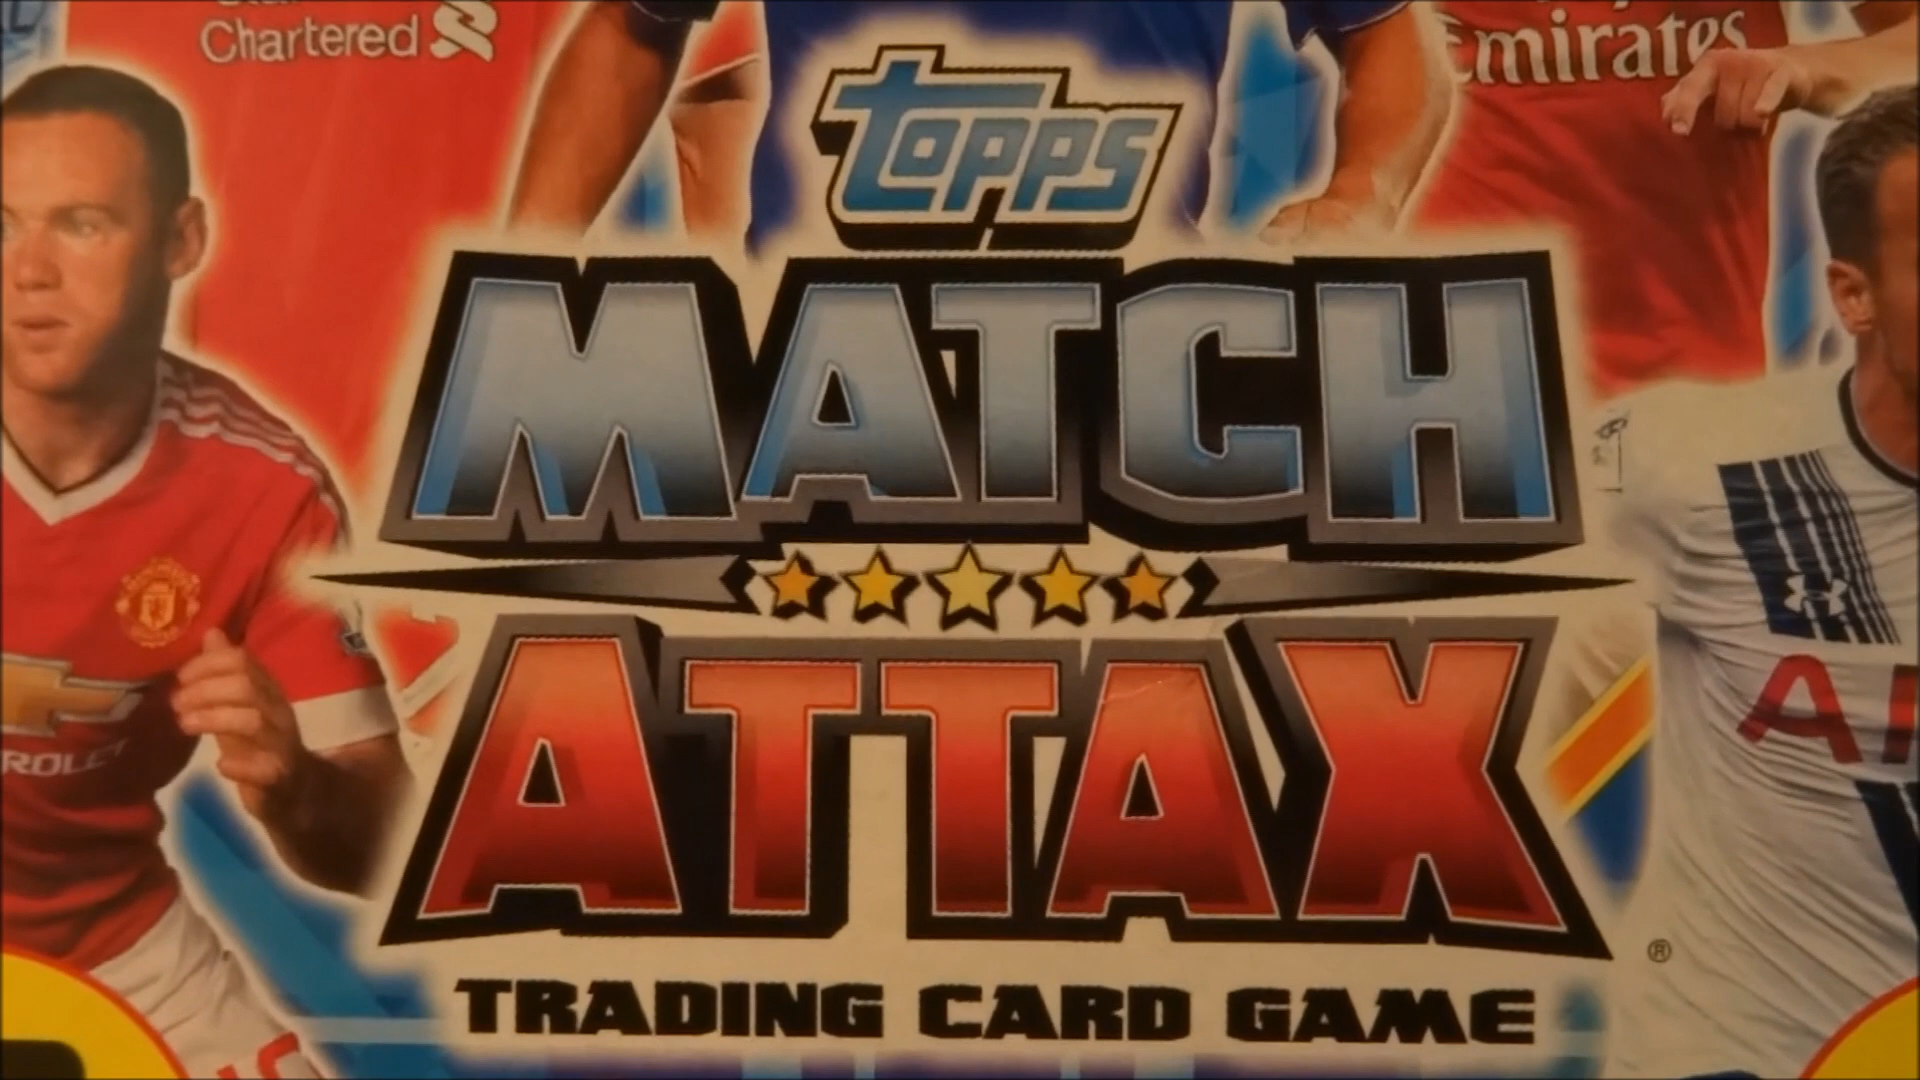 Chartered
Emirates
topps
MATCH
ATTAX
®
TRADING CARD GAME